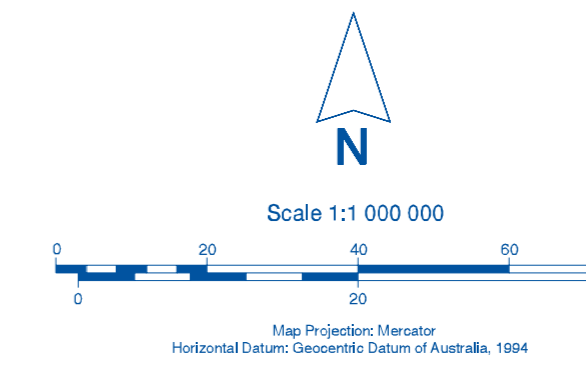 N
Scale 1:1 000 000
0 20 40 60
0 20
Map Projection: Mercator
Horizontal Datum: Geocentric Datum of Australia, 1994